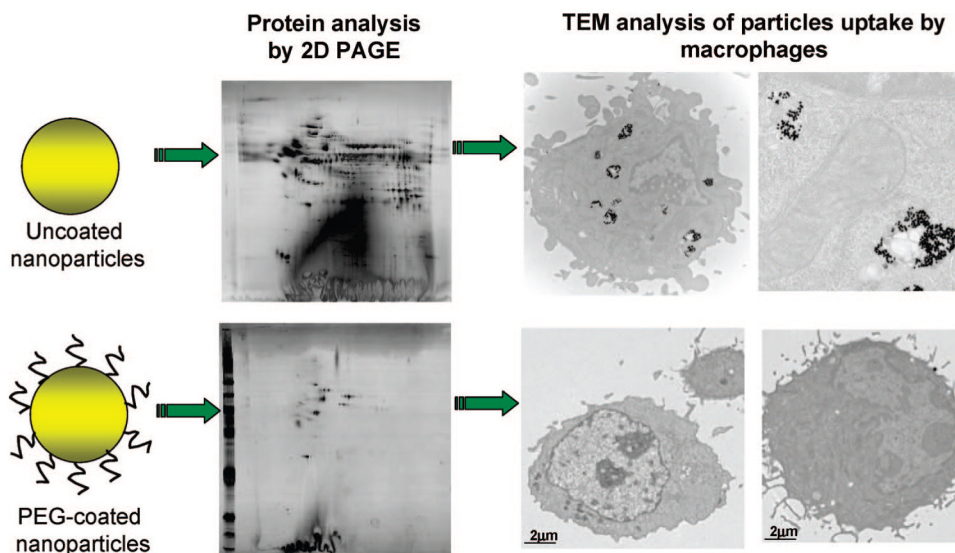 Protein analysis
by 2D PAGE
TEM analysis of particles uptake by
macrophages
Uncoated
nanoparticles
PEG-coated
nanoparticles
2µm
2µm